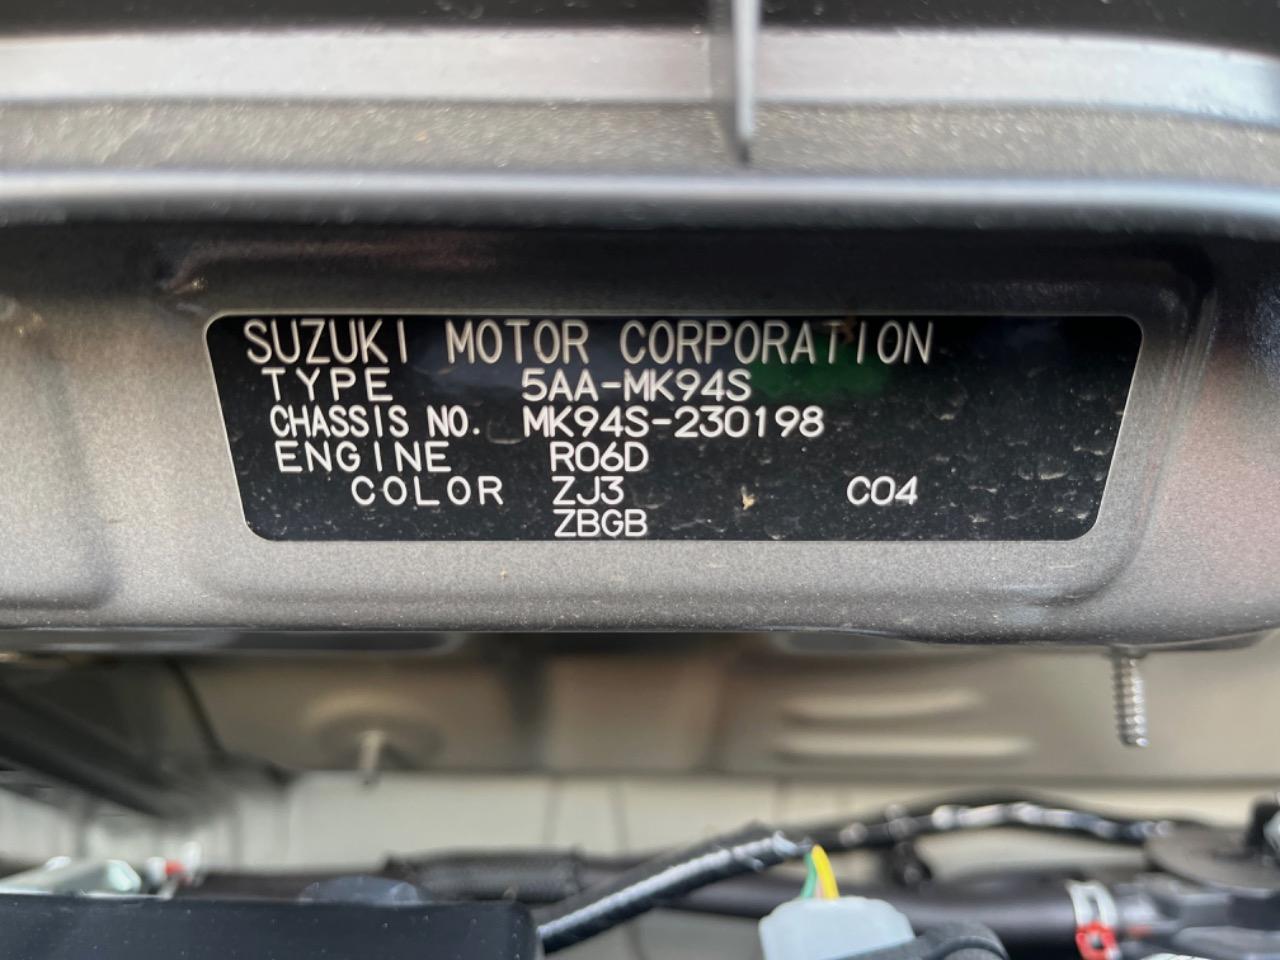 SUZUKI MOTOR CORPORATION
TYPE 5AA-MK94S
CHASSIS NO. MK94S-230198
ENGINE R06D
COLOR ZJ3 C04
ZBGB